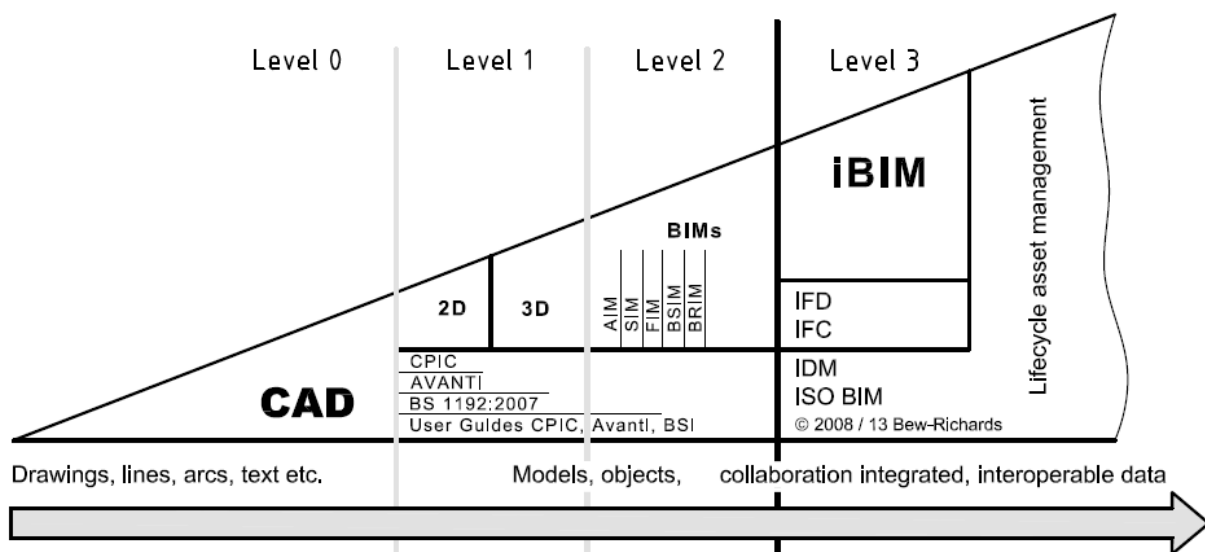 Level 0
Level 1
Level 2
Level 3
iBIM
BIMs
2D
3D
AIM
SIM
FIM
BSIM
BRIM
IFD
IFC
CAD
CPIC
AVANTI
BS 1192:2007
User Guides CPIC, Avanti, BSI
IDM
ISO BIM
© 2008 / 13 Bew-Richards
Lifecycle asset management
Drawings, lines, arcs, text etc.
Models, objects,
collaboration integrated, interoperable data